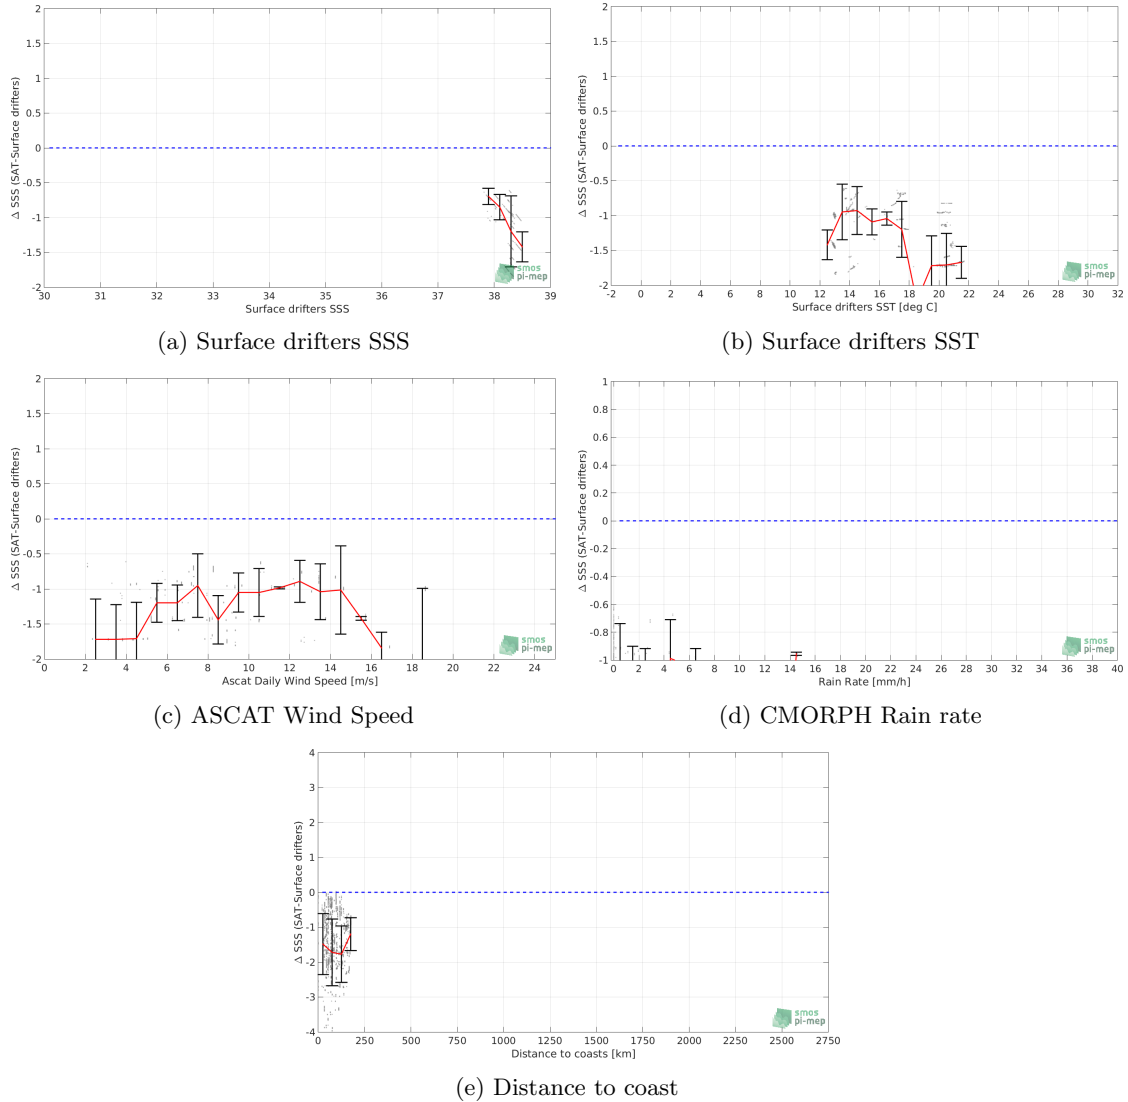 2
1.5
1
0.5
0
-0.5
-1
-1.5
-2
Δ SSS (SAT-Surface drifters)
30 31 32 33 34 35 36 37 38 39
Surface drifters SSS
smos
pi-mep
(a) Surface drifters SSS
2
1.5
1
0.5
0
-0.5
-1
-1.5
-2
Δ SSS (SAT-Surface drifters)
-2 0 2 4 6 8 10 12 14 16 18 20 22 24 26 28 30 32
Surface drifters SST [deg C]
smos
pi-mep
(b) Surface drifters SST
2
1.5
1
0.5
0
-0.5
-1
-1.5
-2
Δ SSS (SAT-Surface drifters)
0 2 4 6 8 10 12 14 16 18 20 22 24
Ascat Daily Wind Speed [m/s]
smos
pi-mep
(c) ASCAT Wind Speed
1
0.8
0.6
0.4
0.2
0
-0.2
-0.4
-0.6
-0.8
-1
Δ SSS (SAT-Surface drifters)
0 2 4 6 8 10 12 14 16 18 20 22 24 26 28 30 32 34 36 38 40
Rain Rate [mm/h]
smos
pi-mep
(d) CMORPH Rain rate
4
3
2
1
0
-1
-2
-3
-4
Δ SSS (SAT-Surface drifters)
0 250 500 750 1000 1250 1500 1750 2000 2250 2500 2750
Distance to coasts [km]
smos
pi-mep
(e) Distance to coast